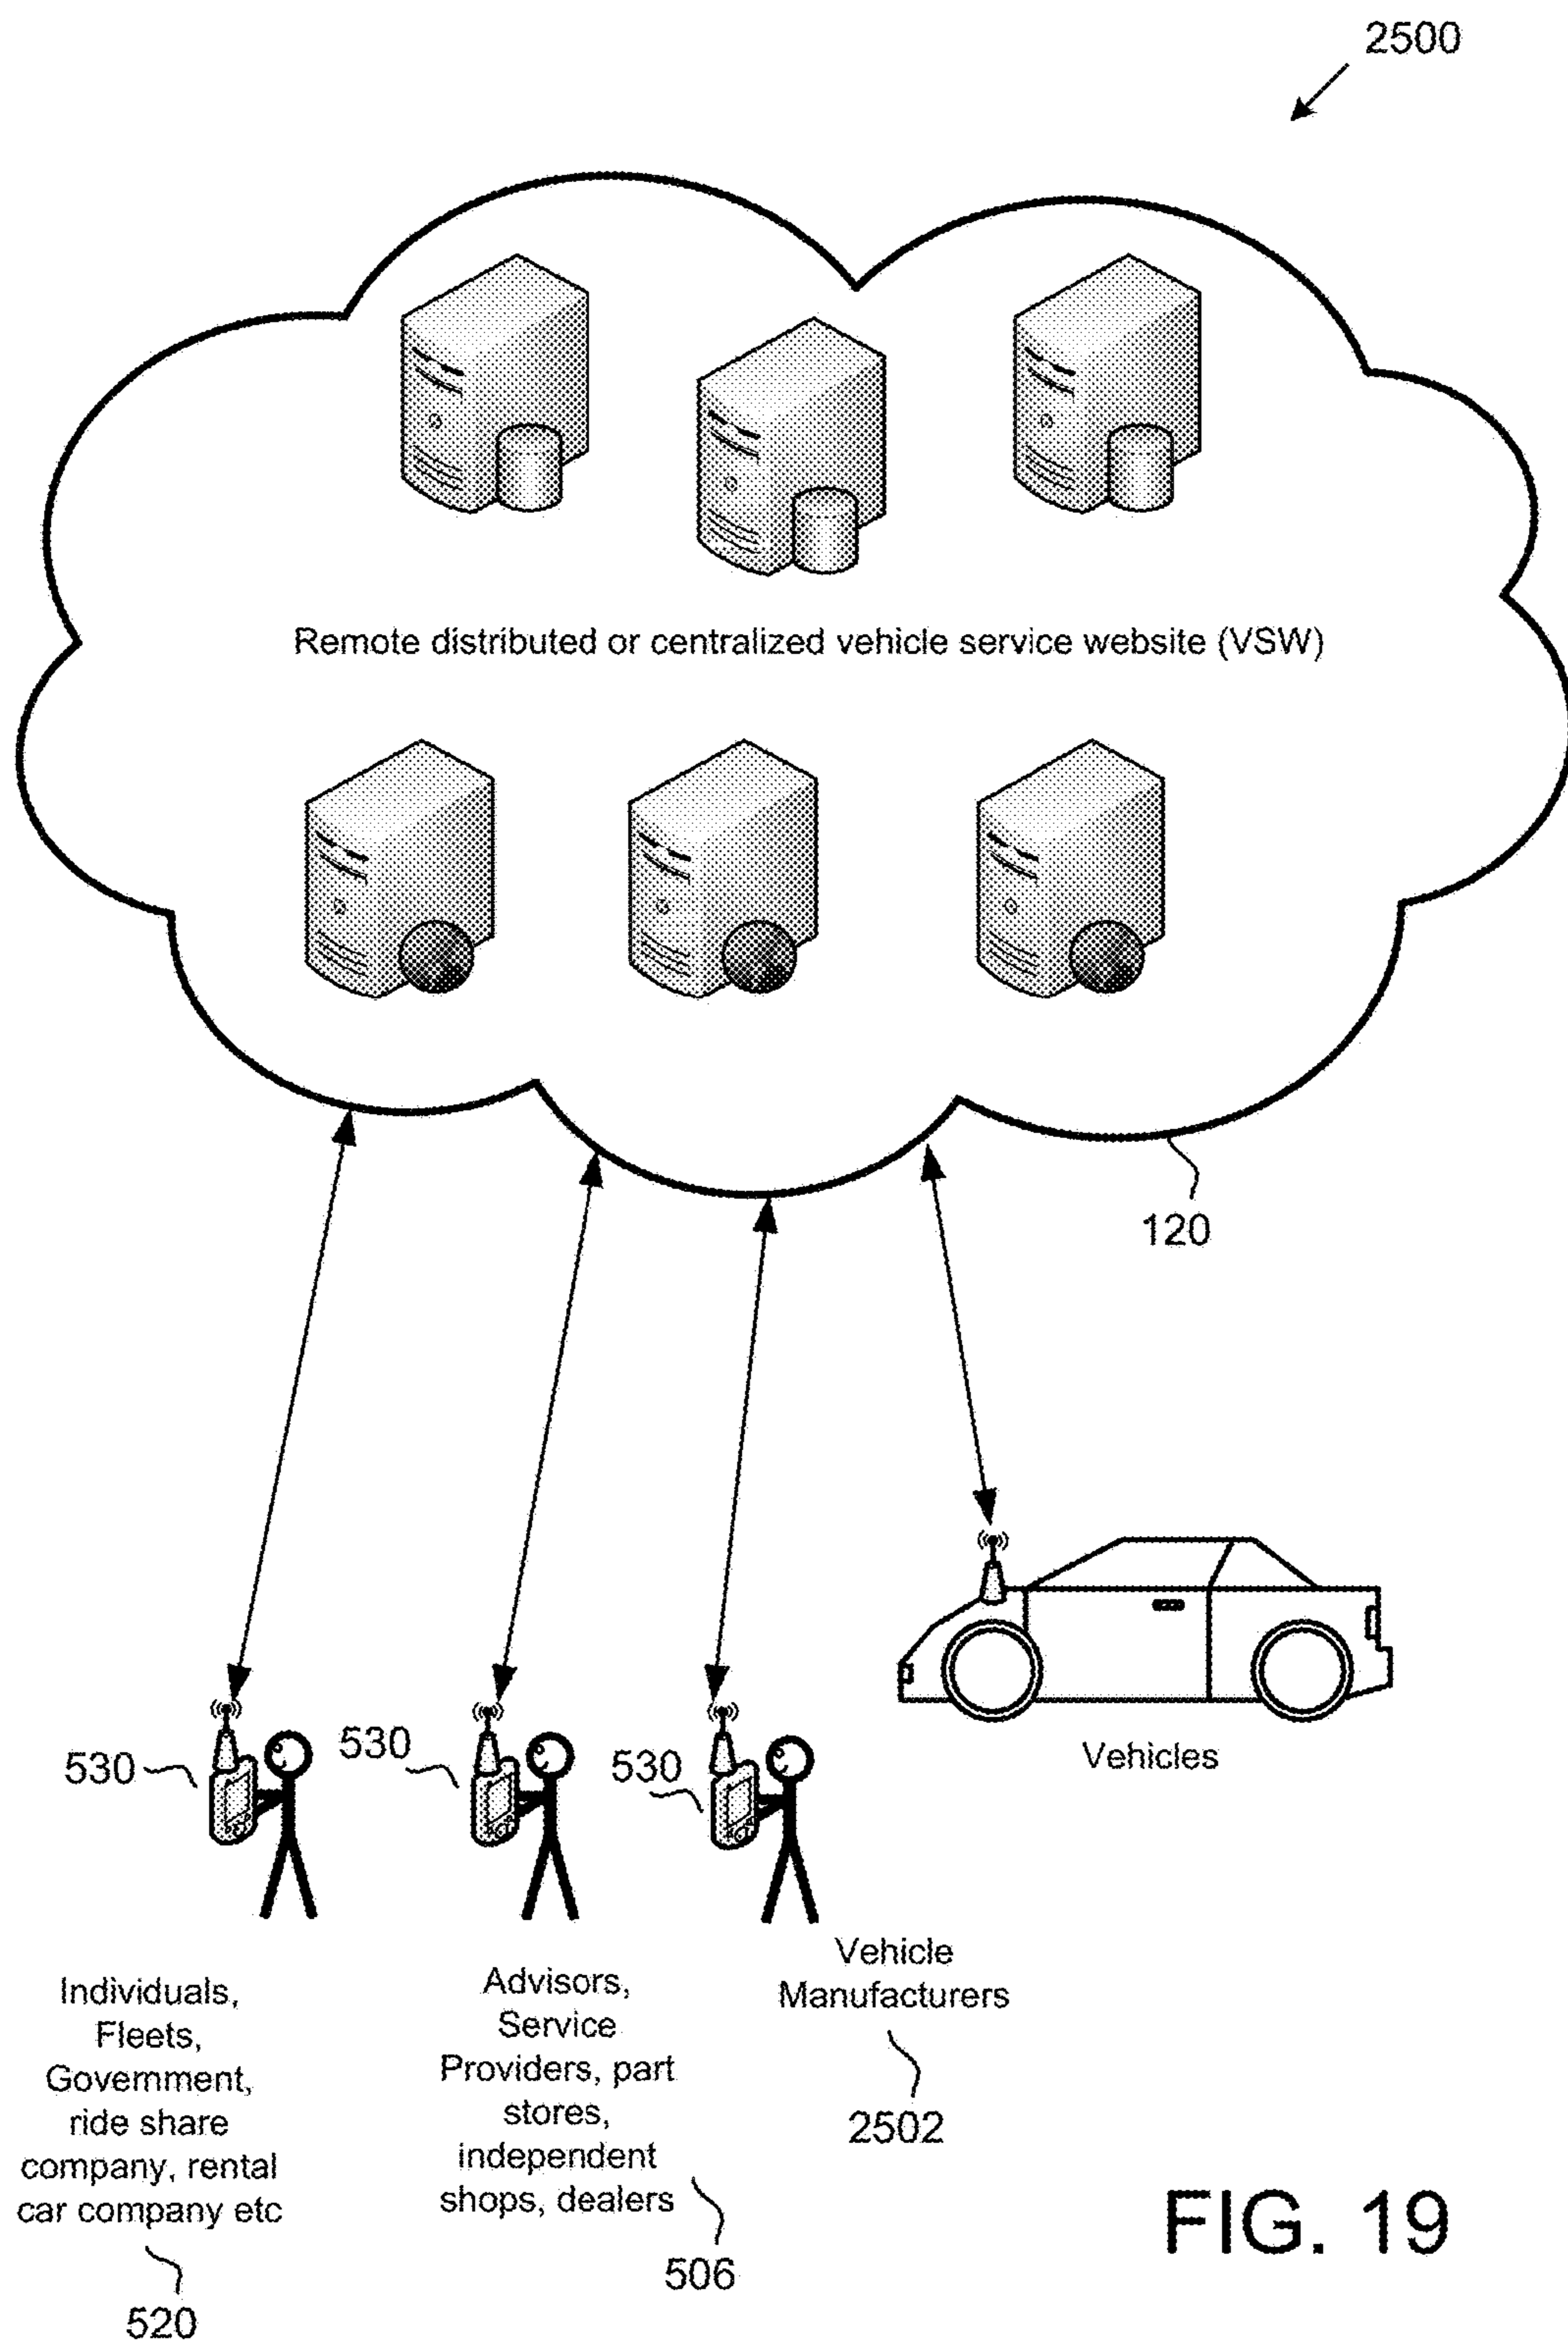 2500
Remote distributed or centralized vehicle service website (VSW)
120
530
530
530
Vehicles
Individuals,
Fleets,
Government,
ride share
company, rental
car company etc
520
Advisors,
Service
Providers, part
stores,
independent
shops, dealers
506
Vehicle
Manufacturers
2502
FIG. 19